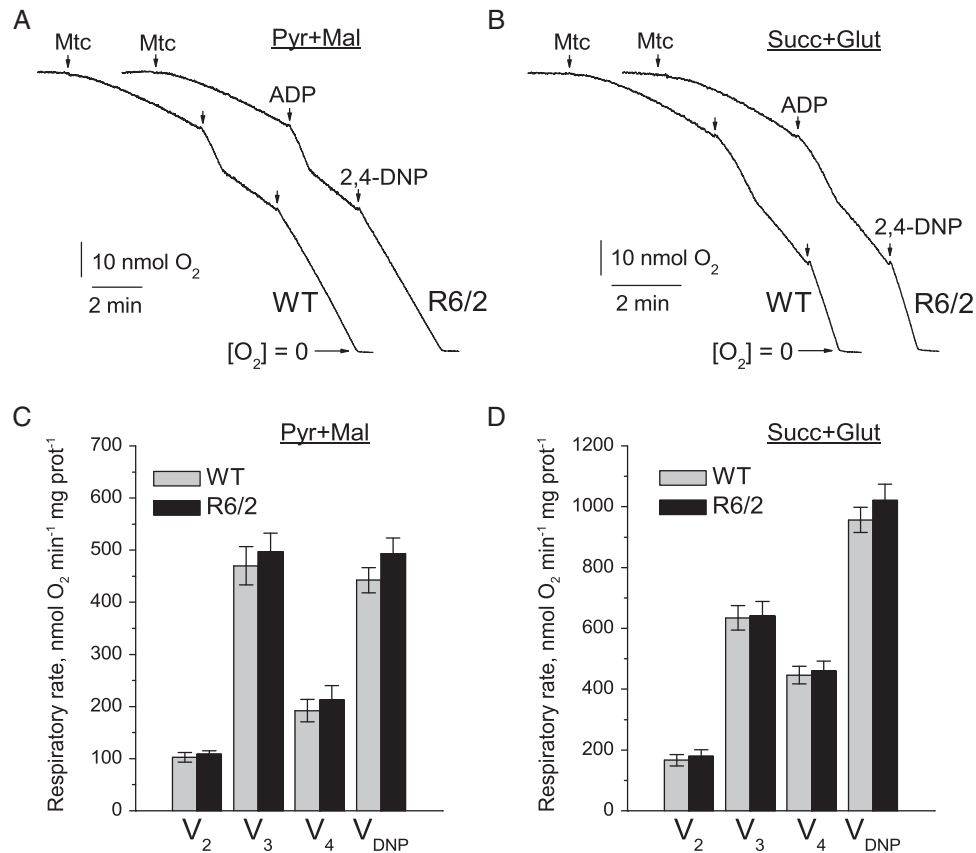 A
Pyr+Mal
Mtc
Mtc
ADP
2,4-DNP
10 nmol O₂
2 min
WT
R6/2
[O₂] = 0
B
Succ+Glut
Mtc
Mtc
ADP
2,4-DNP
10 nmol O₂
2 min
WT
R6/2
[O₂] = 0
C
Pyr+Mal
Respiratory rate, nmol O₂ min⁻¹ mg prot⁻¹
700
600
500
400
300
200
100
0
WT
R6/2
V₂ V₃ V₄ V_DNP
D
Succ+Glut
Respiratory rate, nmol O₂ min⁻¹ mg prot⁻¹
1200
1000
800
600
400
200
0
WT
R6/2
V₂ V₃ V₄ V_DNP